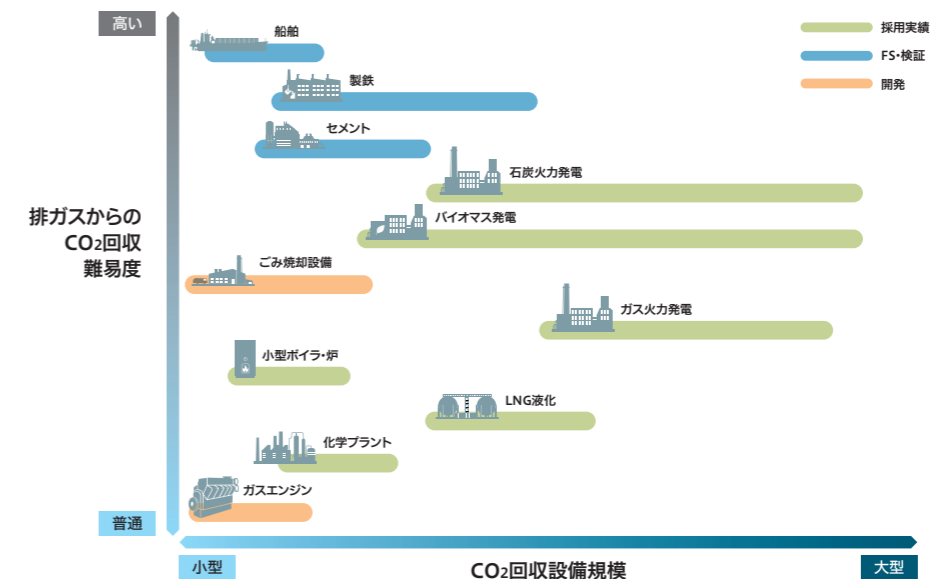 高い
船舶
採用実績
FS・検証
開発
製鉄
セメント
石炭火力発電
バイオマス発電
排ガスからの
CO2回収
難易度
ごみ焼却設備
ガス火力発電
小型ボイラ・炉
LNG液化
化学プラント
ガスエンジン
普通
小型
CO2回収設備規模
大型